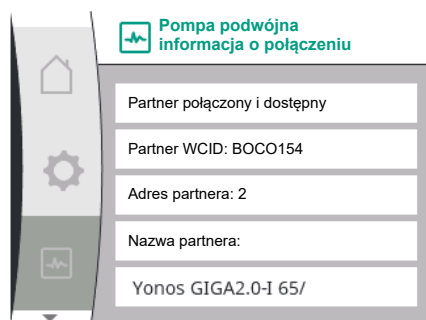 Pompa podwójna
informacja o połączeniu
Partner połączony i dostępny
Partner WCID: BOCO154
Adres partnera: 2
Nazwa partnera:
Yonos GIGA2.0-I 65/